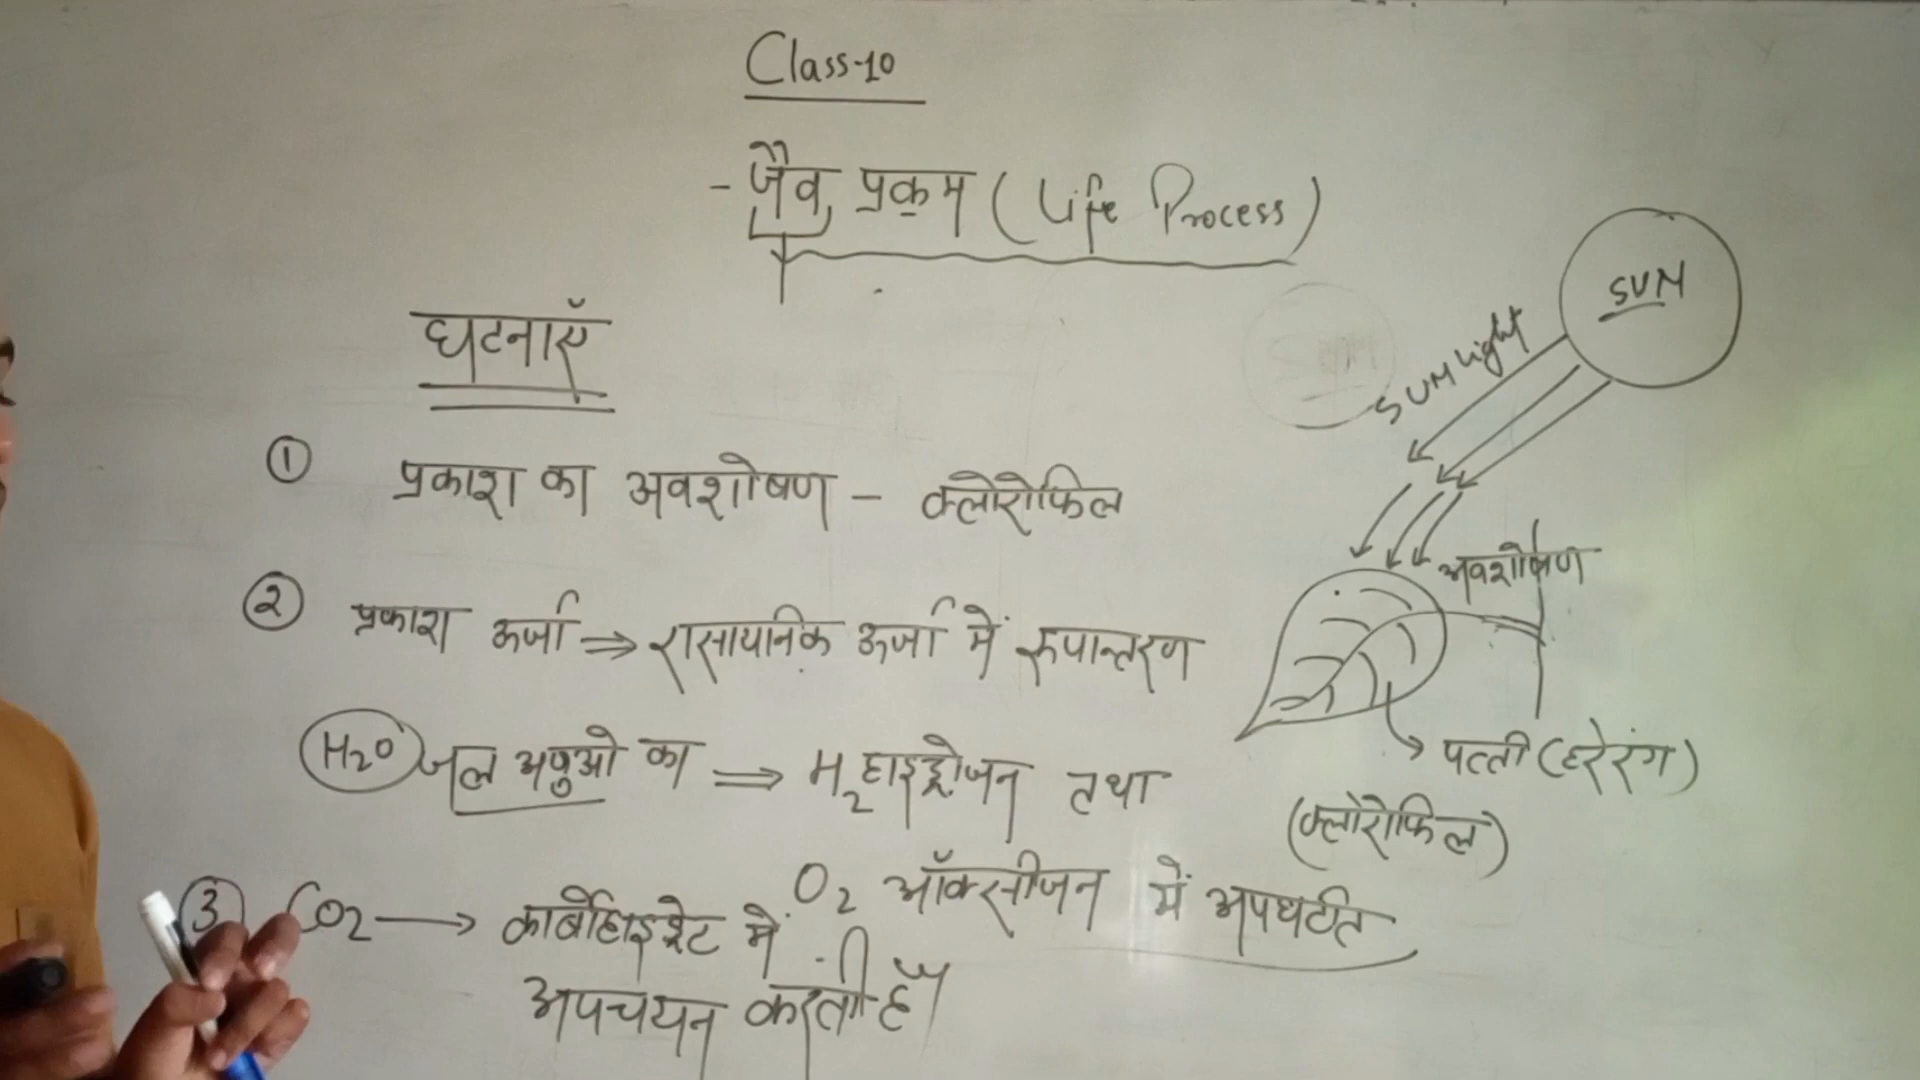 Class-10
- जैव प्रक्रम (Life Process)
घटनाएँ
① प्रकाश का अवशोषण – क्लोरोफिल
② प्रकाश ऊर्जा ⇒ रासायनिक ऊर्जा में रुपान्तरण
H2O जल अणुओ का ⇒ H2 हाइड्रोजन तथा
O2 ऑक्सीजन में अपघटीत
③ CO2 → कार्बोहाइड्रेट में
अपचयन करती है
SUN
SUN Light
अवशोषण
पत्ती (हरे रंग)
(क्लोरोफिल)